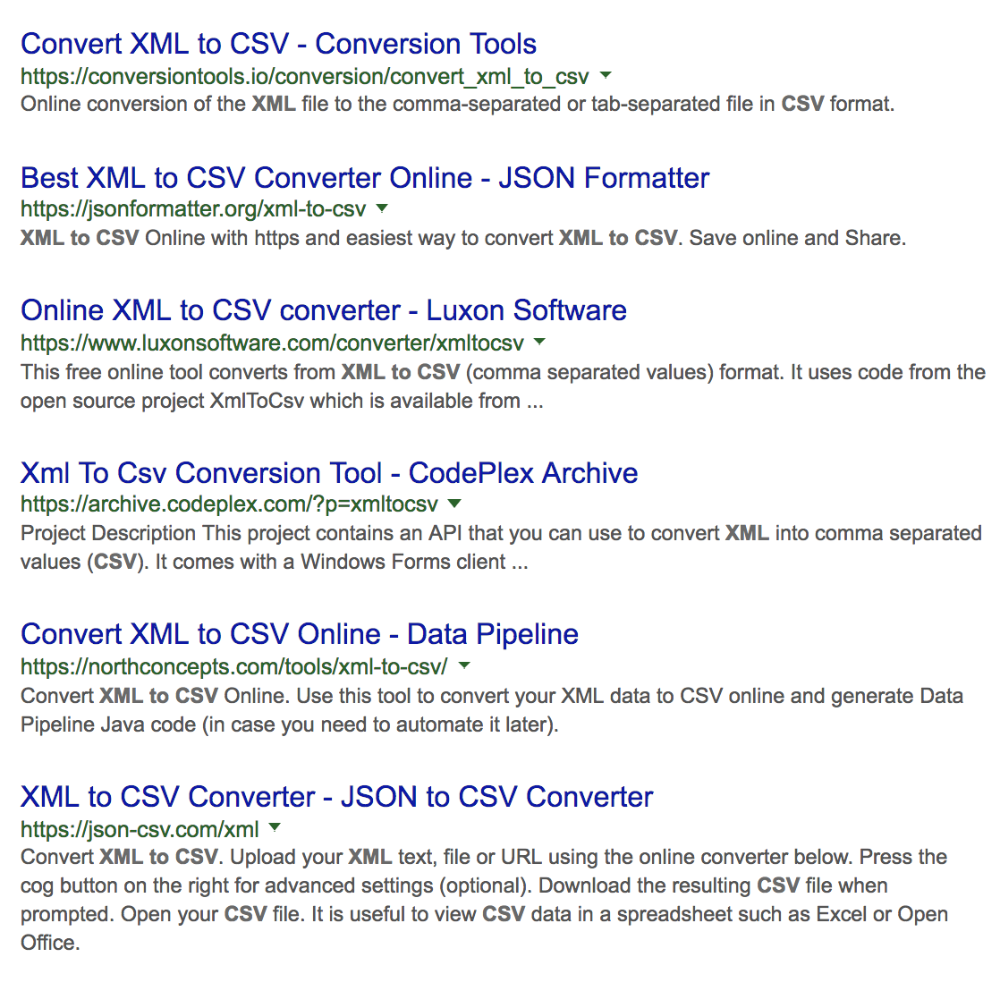 Convert XML to CSV - Conversion Tools
https://conversiontools.io/conversion/convert_xml_to_csv
Online conversion of the XML file to the comma-separated or tab-separated file in CSV format.
Best XML to CSV Converter Online - JSON Formatter
https://jsonformatter.org/xml-to-csv
XML to CSV Online with https and easiest way to convert XML to CSV. Save online and Share.
Online XML to CSV converter - Luxon Software
https://www.luxonsoftware.com/converter/xmltocsv
This free online tool converts from XML to CSV (comma separated values) format. It uses code from the
open source project XmlToCsv which is available from ...
Xml To Csv Conversion Tool - CodePlex Archive
https://archive.codeplex.com/?p=xmltocsv
Project Description This project contains an API that you can use to convert XML into comma separated
values (CSV). It comes with a Windows Forms client ...
Convert XML to CSV Online - Data Pipeline
https://northconcepts.com/tools/xml-to-csv/
Convert XML to CSV Online. Use this tool to convert your XML data to CSV online and generate Data
Pipeline Java code (in case you need to automate it later).
XML to CSV Converter - JSON to CSV Converter
https://json-csv.com/xml
Convert XML to CSV. Upload your XML text, file or URL using the online converter below. Press the
cog button on the right for advanced settings (optional). Download the resulting CSV file when
prompted. Open your CSV file. It is useful to view CSV data in a spreadsheet such as Excel or Open
Office.